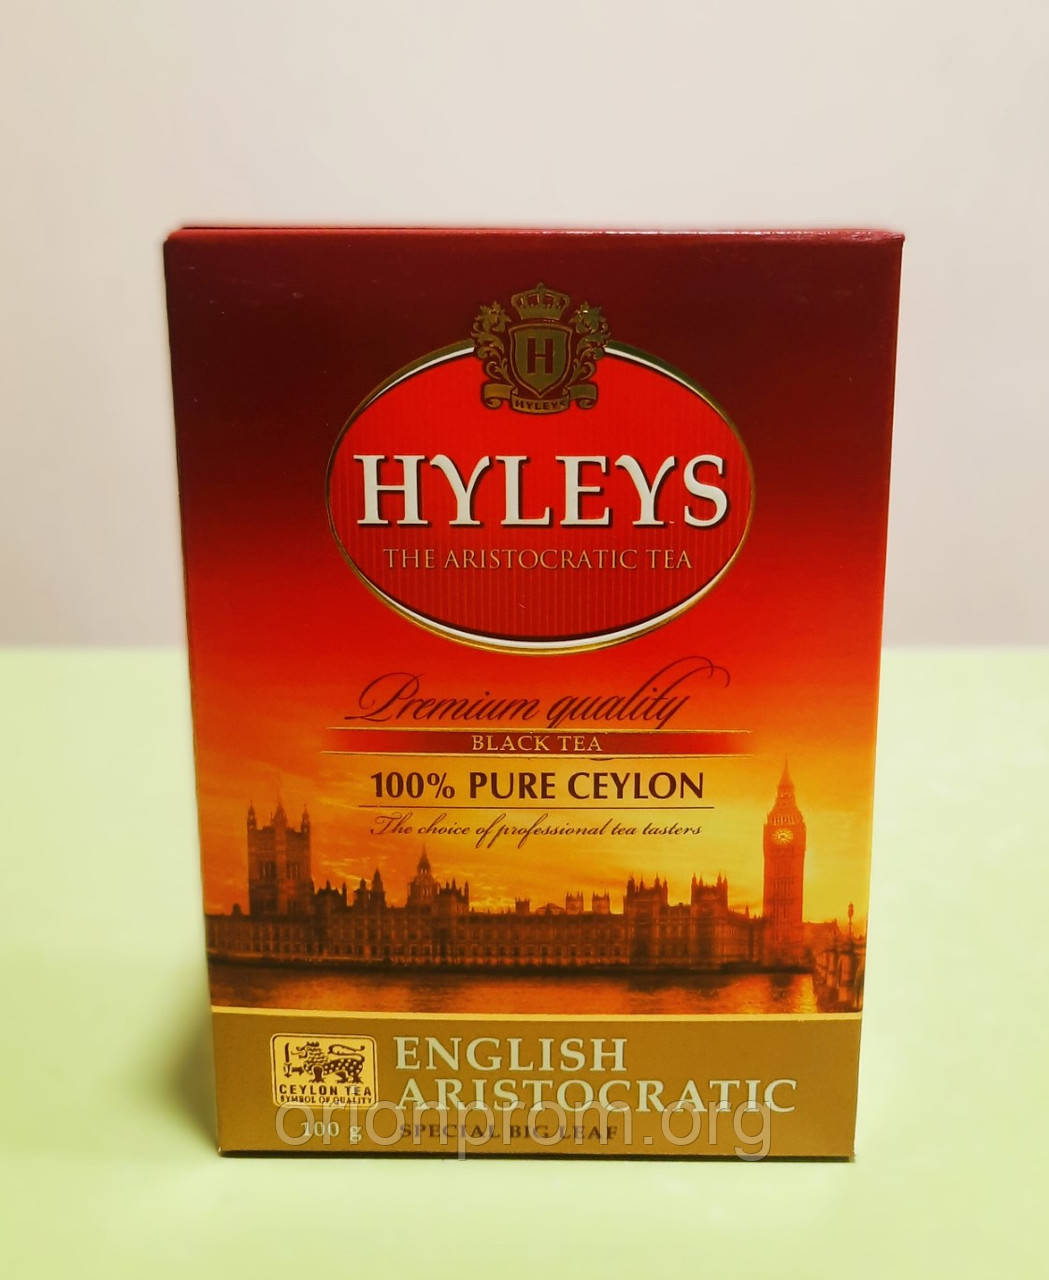 H
HYLEYS
HYLEYS
THE ARISTOCRATIC TEA
Premium quality
BLACK TEA
100% PURE CEYLON
The choice of professional tea tasters
CEYLON TEA
SYMBOL OF QUALITY
ENGLISH
ARISTOCRATIC
orionprom.org
100 g
SPECIAL BIG LEAF